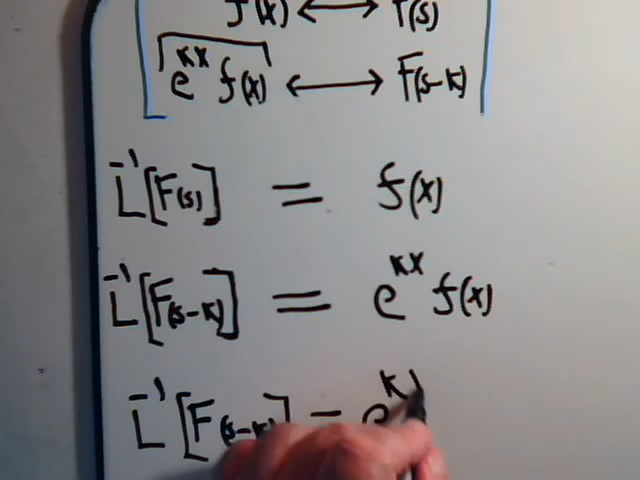 f(x) ⟷ F(s)
e^{kx} f(x) ⟷ F(s-k)
L^{-1}[F(s)] = f(x)
L^{-1}[F(s-k)] = e^{kx} f(x)
L^{-1}[F(s-k)] = e^{k